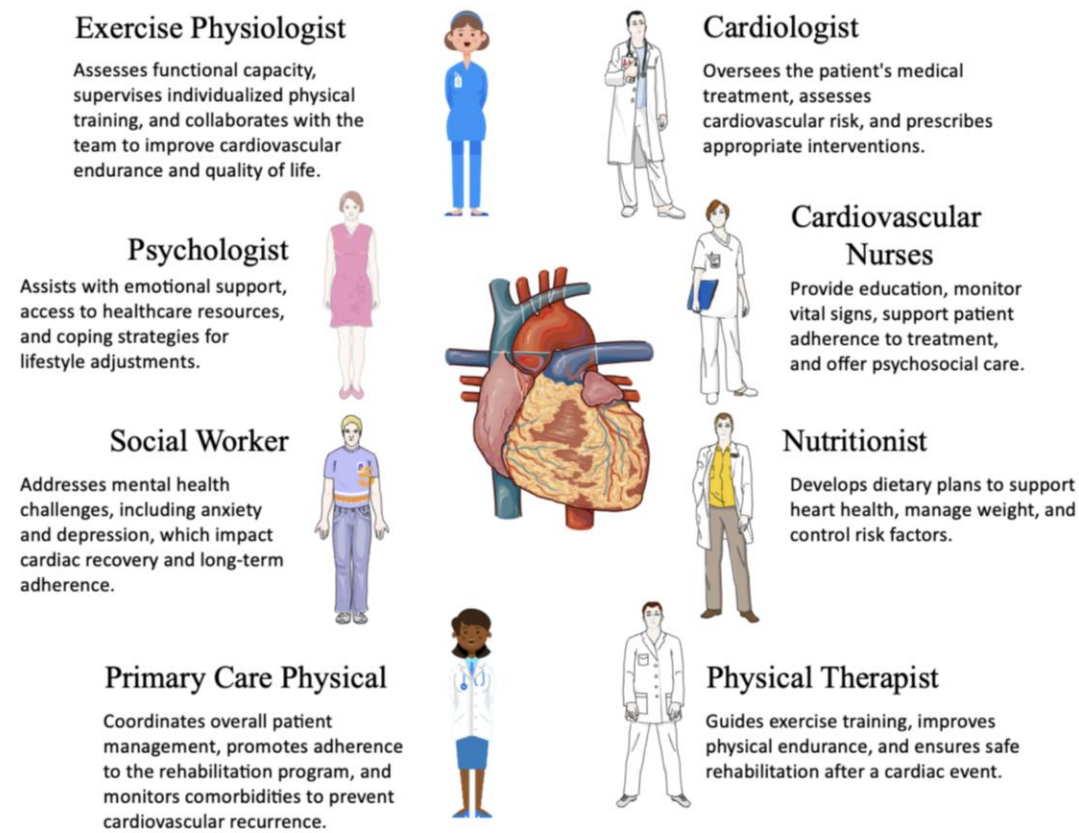 Exercise Physiologist
Assesses functional capacity,
supervises individualized physical
training, and collaborates with the
team to improve cardiovascular
endurance and quality of life.
Cardiologist
Oversees the patient's medical
treatment, assesses
cardiovascular risk, and prescribes
appropriate interventions.
Psychologist
Assists with emotional support,
access to healthcare resources,
and coping strategies for
lifestyle adjustments.
Cardiovascular
Nurses
Provide education, monitor
vital signs, support patient
adherence to treatment,
and offer psychosocial care.
Social Worker
Addresses mental health
challenges, including anxiety
and depression, which impact
cardiac recovery and long-term
adherence.
Nutritionist
Develops dietary plans to support
heart health, manage weight, and
control risk factors.
Primary Care Physical
Coordinates overall patient
management, promotes adherence
to the rehabilitation program, and
monitors comorbidities to prevent
cardiovascular recurrence.
Physical Therapist
Guides exercise training, improves
physical endurance, and ensures safe
rehabilitation after a cardiac event.